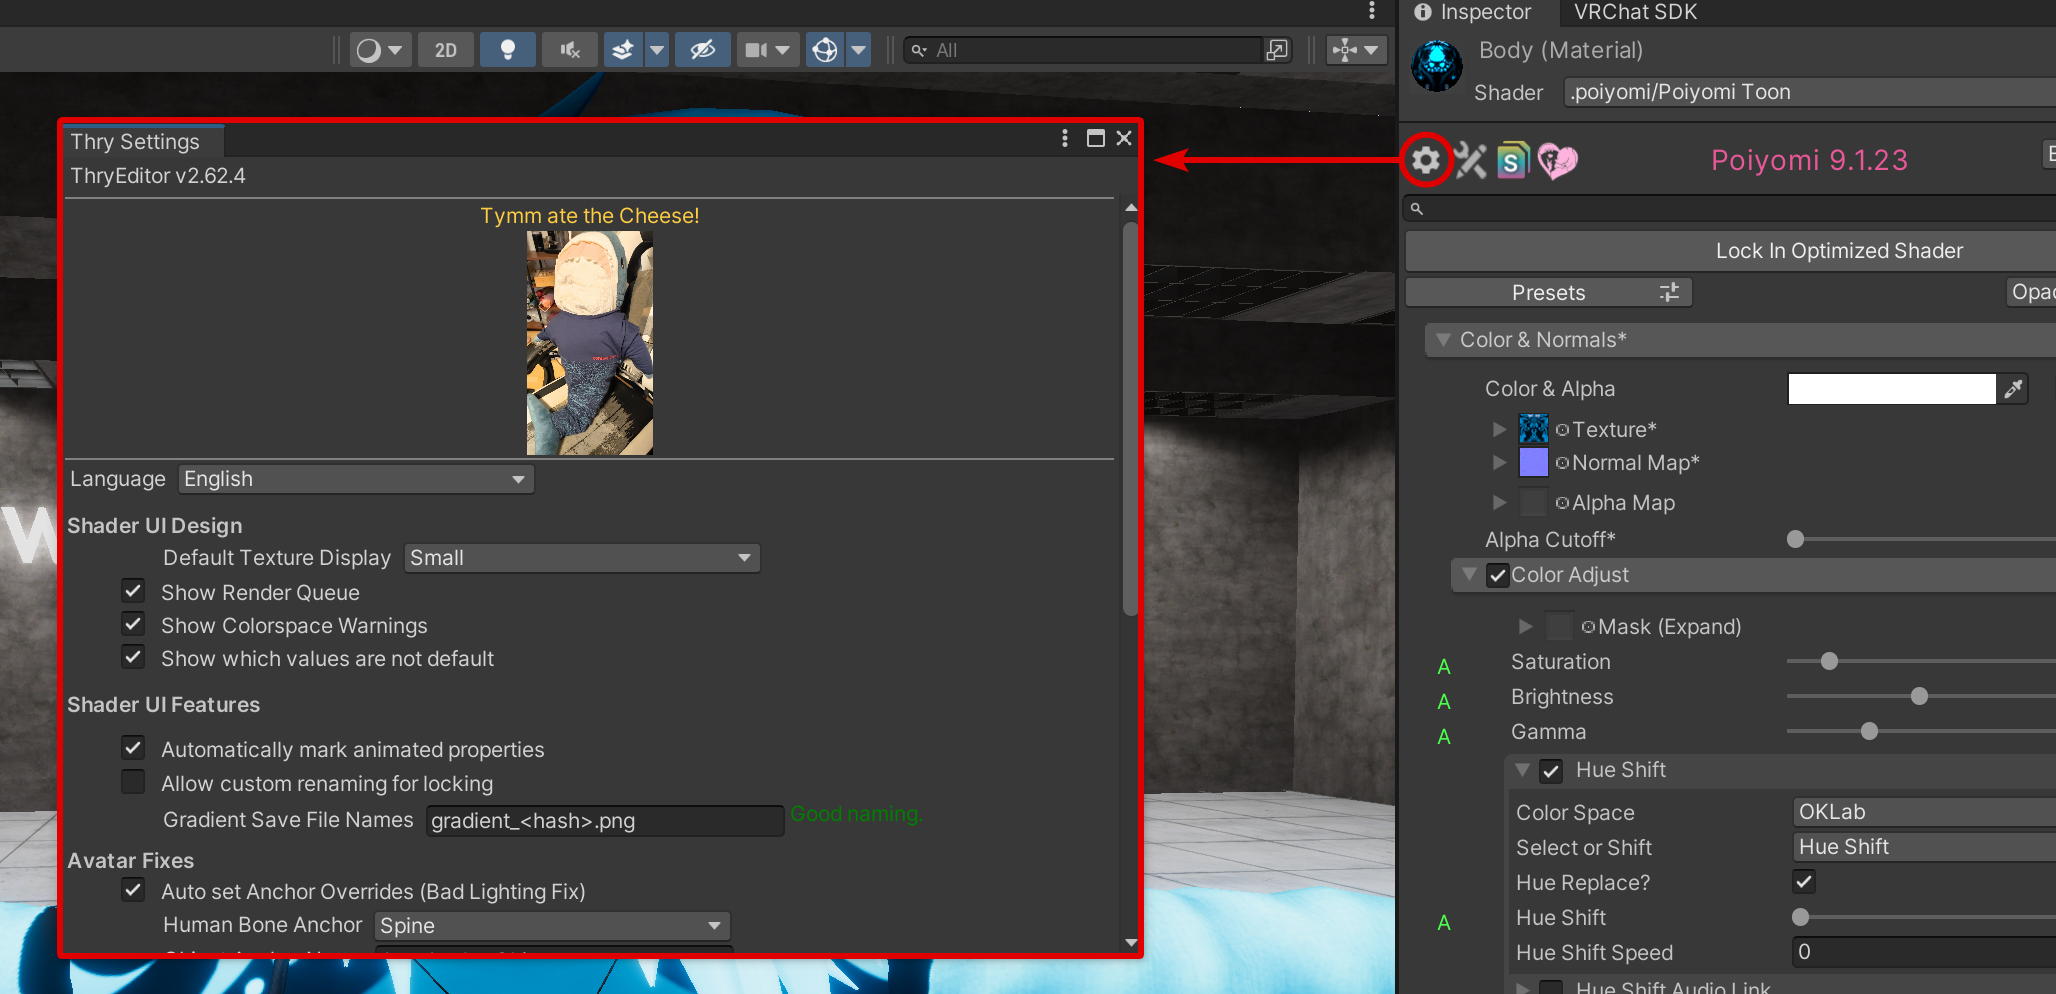 Inspector
VRChat SDK
2D
All
Body (Material)
Shader
.poiyomi/Poiyomi Toon
Thry Settings
ThryEditor v2.62.4
S
Poiyomi 9.1.23
Tymm ate the Cheese!
Lock In Optimized Shader
Presets
Opac
Color & Normals*
Color & Alpha
Texture*
Normal Map*
Alpha Map
Alpha Cutoff*
Color Adjust
Mask (Expand)
A Saturation
A Brightness
A Gamma
Hue Shift
Color Space OKLab
Select or Shift Hue Shift
Hue Replace?
A Hue Shift
Hue Shift Speed 0
Hue Shift Audio Link
Language English
W
Shader UI Design
Default Texture Display Small
Show Render Queue
Show Colorspace Warnings
Show which values are not default
Shader UI Features
Automatically mark animated properties
Allow custom renaming for locking
Gradient Save File Names gradient_<hash>.png Good naming.
Avatar Fixes
Auto set Anchor Overrides (Bad Lighting Fix)
Human Bone Anchor Spine